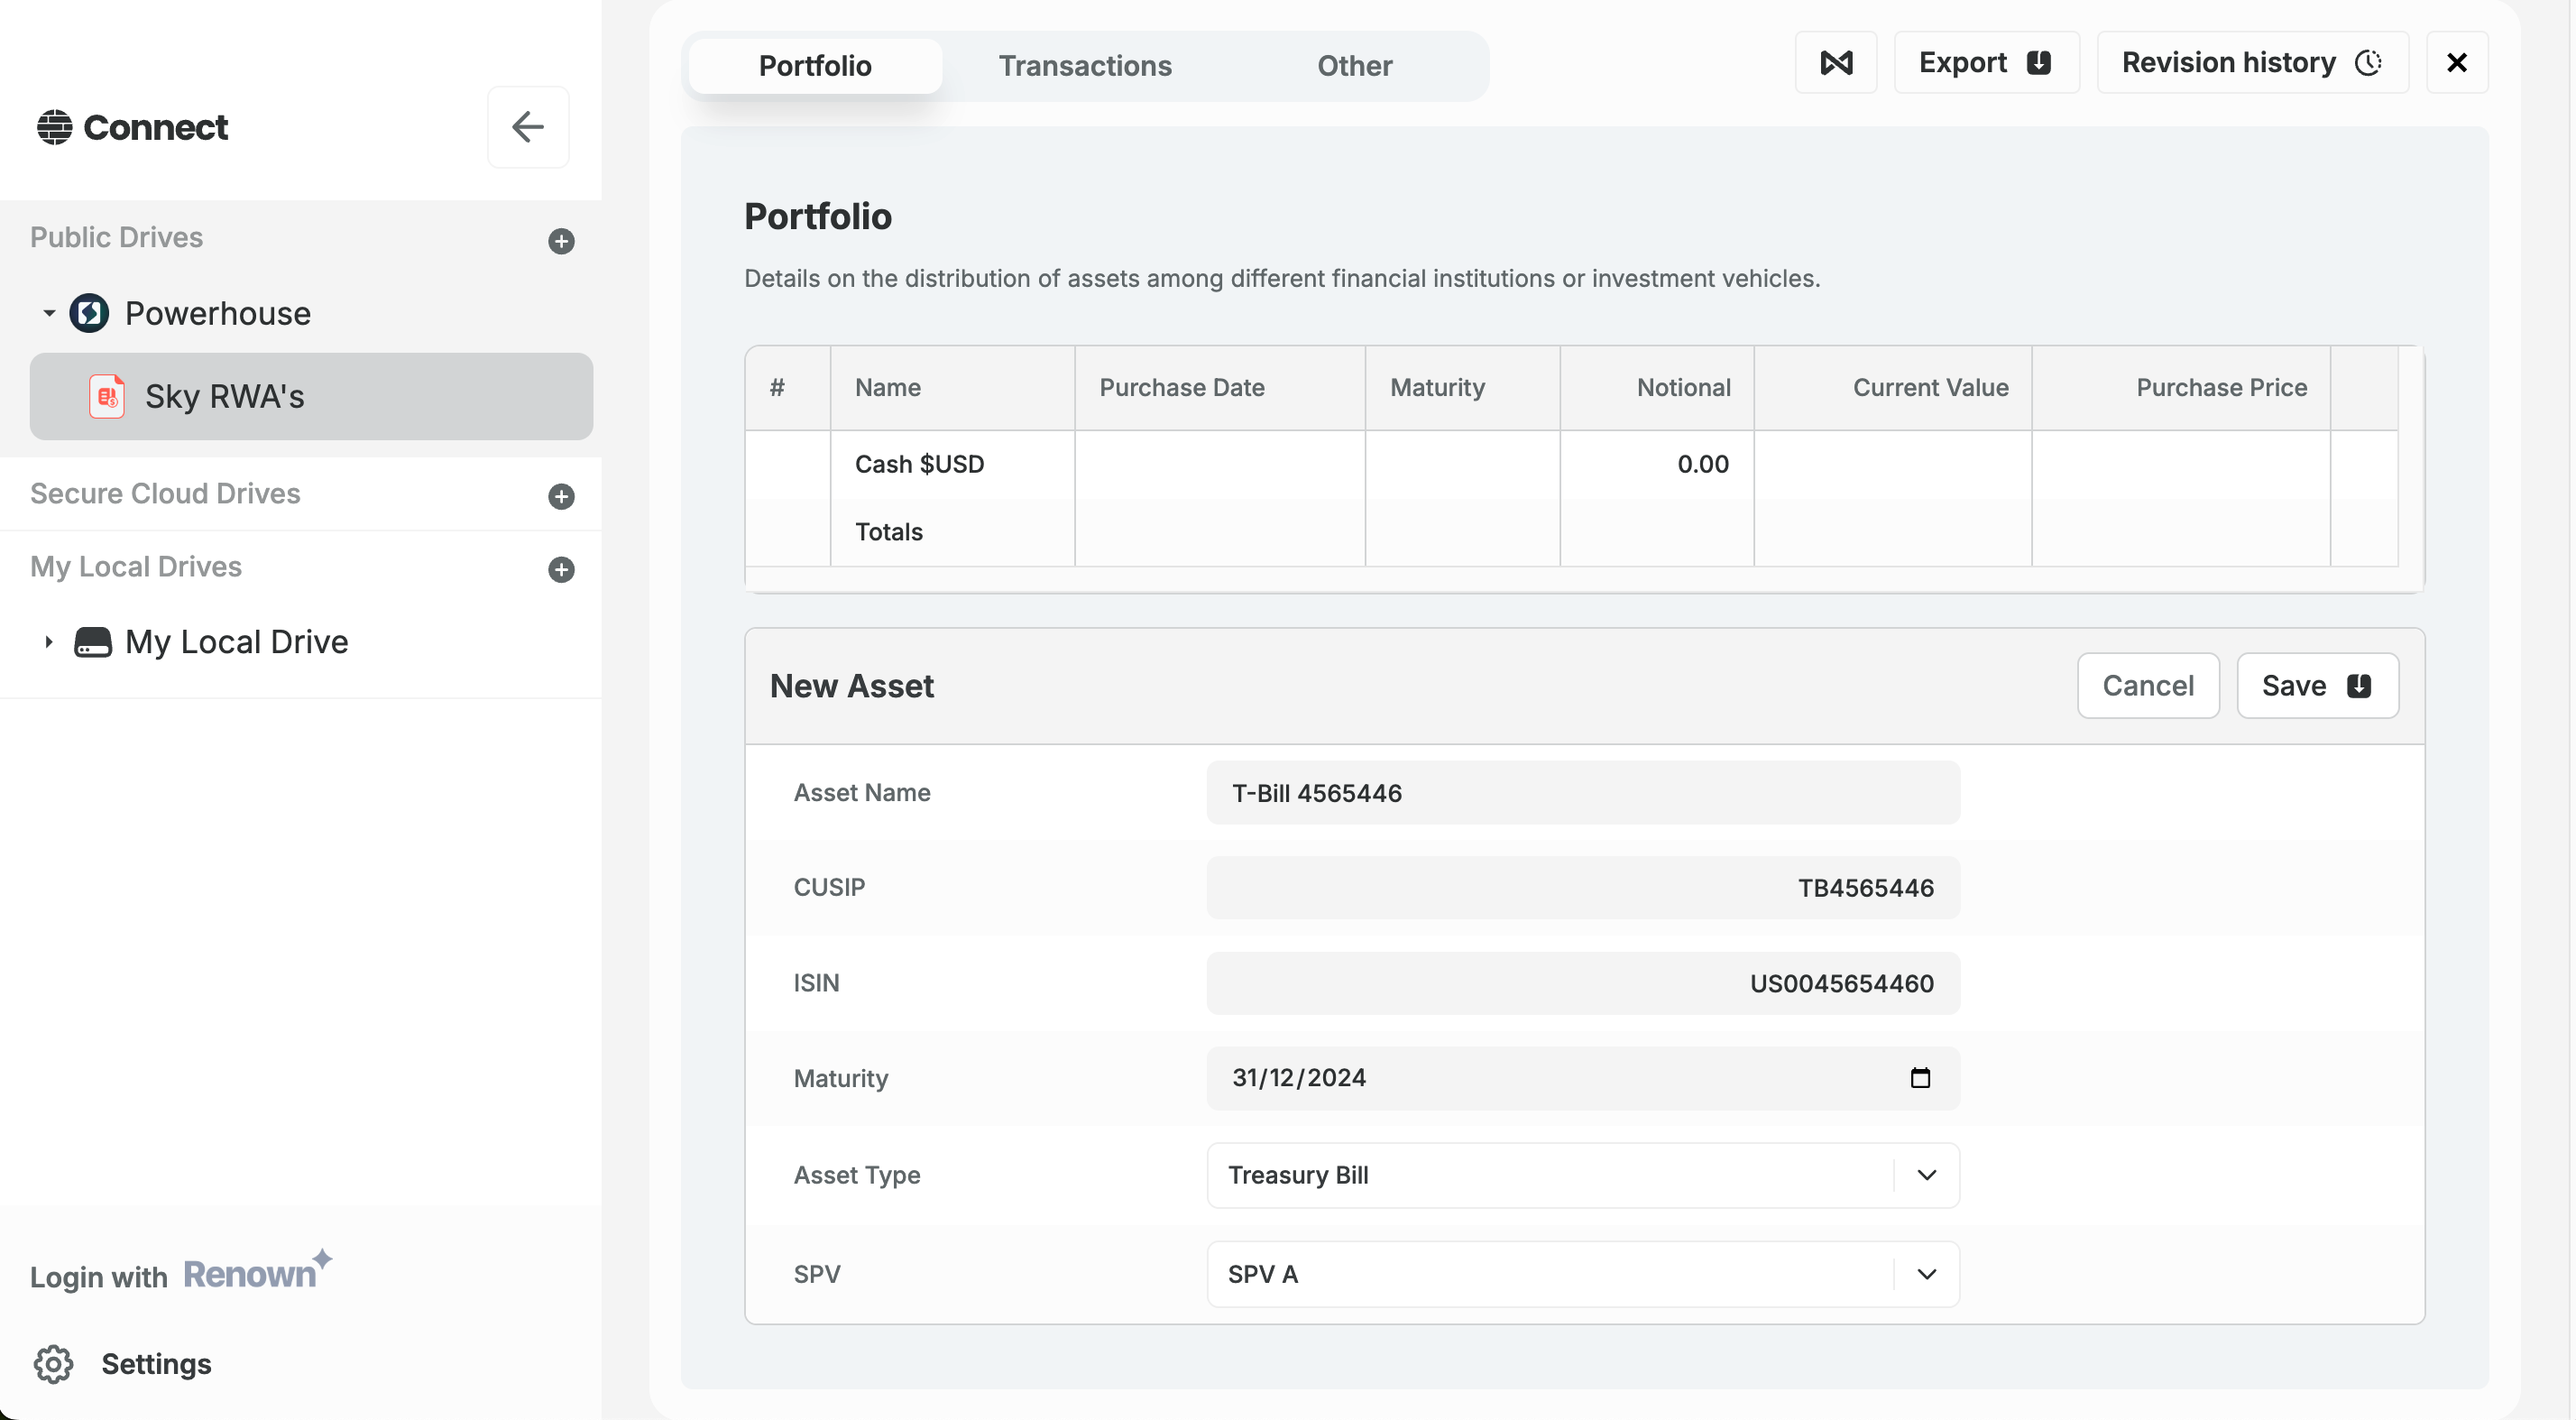 Connect
Public Drives
Powerhouse
Sky RWA's
Secure Cloud Drives
My Local Drives
My Local Drive
Login with Renown
Settings
Portfolio Transactions Other
Export Revision history
Portfolio
Details on the distribution of assets among different financial institutions or investment vehicles.
# Name Purchase Date Maturity Notional Current Value Purchase Price
Cash $USD 0.00
Totals
New Asset Cancel Save
Asset Name T-Bill 4565446
CUSIP TB4565446
ISIN US0045654460
Maturity 31/12/2024
Asset Type Treasury Bill
SPV SPV A